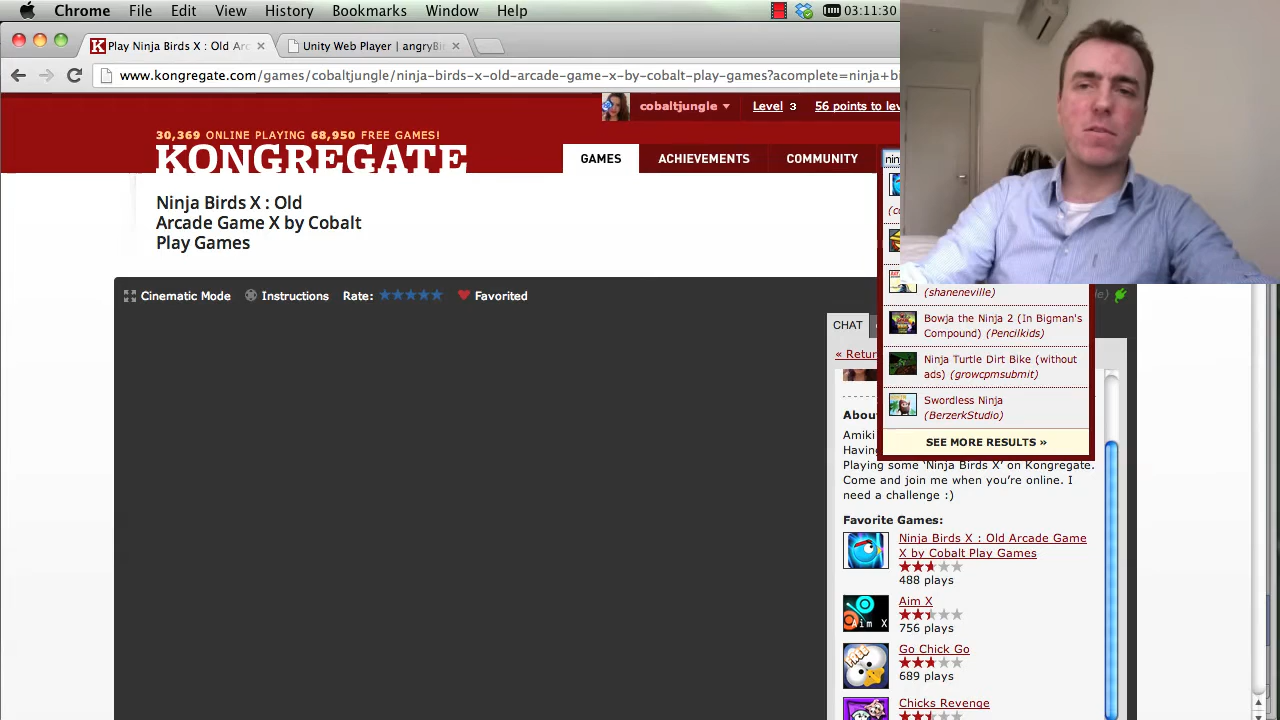 Chrome File Edit View History Bookmarks Window Help 03:11:30
Play Ninja Birds X : Old Arc
Unity Web Player | angryBi
www.kongregate.com/games/cobaltjungle/ninja-birds-x-old-arcade-game-x-by-cobalt-play-games?acomplete=ninja+bi
cobaltjungle Level 3 56 points to lev
30,369 ONLINE PLAYING 68,950 FREE GAMES!
KONGREGATE
GAMES ACHIEVEMENTS COMMUNITY nin
Ninja Birds X : Old
Arcade Game X by Cobalt
Play Games
Cinematic Mode Instructions Rate: Favorited
(shaneneville)
Bowja the Ninja 2 (In Bigman's
Compound) (Pencilkids)
Ninja Turtle Dirt Bike (without
ads) (growcpmsubmit)
Swordless Ninja
(BerzerkStudio)
SEE MORE RESULTS »
CHAT
« Retur
About
Amiki
Having
Playing some ‘Ninja Birds X’ on Kongregate.
Come and join me when you’re online. I
need a challenge :)
Favorite Games:
Ninja Birds X : Old Arcade Game
X by Cobalt Play Games
488 plays
Aim X
Aim X
756 plays
Go Chick Go
689 plays
Chicks Revenge